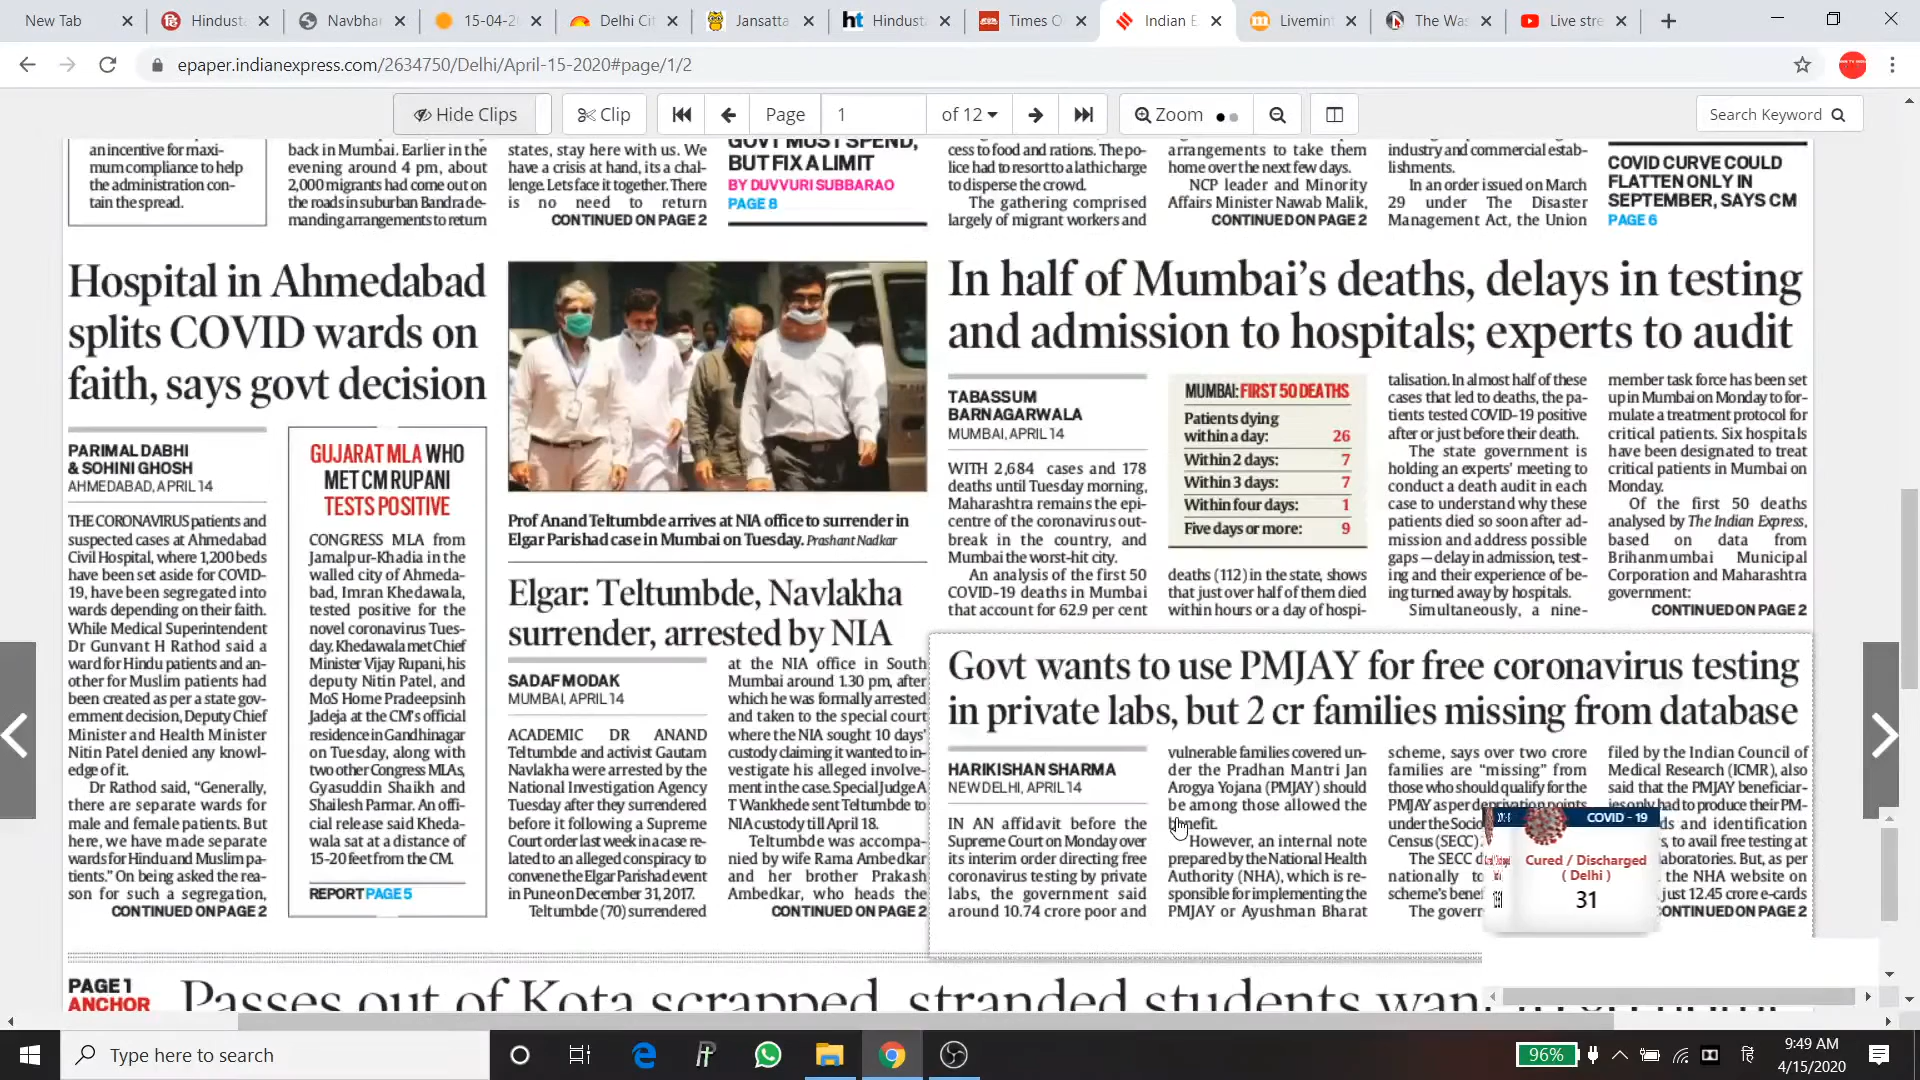 New Tab
Hindust
Navbha
15-04-2
Delhi Cit
Jansatta
Hindust
Times O
Indian E
Livemin
The Was
Live stre
epaper.indianexpress.com/2634750/Delhi/April-15-2020#page/1/2
Hide Clips
Clip
Page
1
of 12
Zoom
Search Keyword
an incentive for maxi-
mum compliance to help
the administration con-
tain the spread.
back in Mumbai. Earlier in the
evening around 4 pm, about
2,000 migrants had come out on
the roads in suburban Bandra de-
manding arrangements to return
states, stay here with us. We
have a crisis at hand, its a chal-
lenge. Lets face it together. There
is no need to return
CONTINUED ON PAGE 2
GOVT MUST SPEND,
BUT FIX A LIMIT
BY DUVVURI SUBBARAO
PAGE 8
cess to food and rations. The po-
lice had to resort to a lathicharge
to disperse the crowd.
The gathering comprised
largely of migrant workers and
arrangements to take them
home over the next few days.
NCP leader and Minority
Affairs Minister Nawab Malik,
CONTINUED ON PAGE 2
industry and commercial estab-
lishments.
In an order issued on March
29 under The Disaster
Management Act, the Union
COVID CURVE COULD
FLATTEN ONLY IN
SEPTEMBER, SAYS CM
PAGE 6
Hospital in Ahmedabad
splits COVID wards on
faith, says govt decision
PARIMAL DABHI
& SOHINI GHOSH
AHMEDABAD, APRIL 14
THE CORONAVIRUS patients and
suspected cases at Ahmedabad
Civil Hospital, where 1,200 beds
have been set aside for COVID-
19, have been segregated into
wards depending on their faith.
While Medical Superintendent
Dr Gunvant H Rathod said a
ward for Hindu patients and an-
other for Muslim patients had
been created as per a state gov-
ernment decision, Deputy Chief
Minister and Health Minister
Nitin Patel denied any knowl-
edge of it.
Dr Rathod said, “Generally,
there are separate wards for
male and female patients. But
here, we have made separate
wards for Hindu and Muslim pa-
tients.” On being asked the rea-
son for such a segregation,
CONTINUED ON PAGE 2
GUJARAT MLA WHO
MET CM RUPANI
TESTS POSITIVE
CONGRESS MLA from
Jamalpur-Khadia in the
walled city of Ahmeda-
bad, Imran Khedawala,
tested positive for the
novel coronavirus Tues-
day. Khedawala met Chief
Minister Vijay Rupani, his
deputy Nitin Patel, and
MoS Home Pradeepsinh
Jadeja at the CM's official
residence in Gandhinagar
on Tuesday, along with
two other Congress MLAs,
Gyasuddin Shaikh and
Shailesh Parmar. An offi-
cial release said Kheda-
wala sat at a distance of
15-20 feet from the CM.
REPORT PAGE 5
Prof Anand Teltumbde arrives at NIA office to surrender in
Elgar Parishad case in Mumbai on Tuesday. Prashant Nadkar
Elgar: Teltumbde, Navlakha
surrender, arrested by NIA
SADAF MODAK
MUMBAI, APRIL 14
ACADEMIC DR ANAND
Teltumbde and activist Gautam
Navlakha were arrested by the
National Investigation Agency
Tuesday after they surrendered
before it following a Supreme
Court order last week in a case re-
lated to an alleged conspiracy to
convene the Elgar Parishad event
in Pune on December 31, 2017.
Teltumbde (70) surrendered
at the NIA office in South
Mumbai around 1.30 pm, after
which he was formally arrested
and taken to the special court
where the NIA sought 10 days'
custody claiming it wanted to in-
vestigate his alleged involve-
ment in the case. Special Judge A
T Wankhede sent Teltumbde to
NIA custody till April 18.
Teltumbde was accompa-
nied by wife Rama Ambedkar
and her brother Prakash
Ambedkar, who heads the
CONTINUED ON PAGE 2
In half of Mumbai’s deaths, delays in testing
and admission to hospitals; experts to audit
TABASSUM
BARNAGARWALA
MUMBAI, APRIL 14
WITH 2,684 cases and 178
deaths until Tuesday morning,
Maharashtra remains the epi-
centre of the coronavirus out-
break in the country, and
Mumbai the worst-hit city.
An analysis of the first 50
COVID-19 deaths in Mumbai
that account for 62.9 per cent
MUMBAI: FIRST 50 DEATHS
Patients dying
within a day: 26
Within 2 days: 7
Within 3 days: 7
Within four days: 1
Five days or more: 9
deaths (112) in the state, shows
that just over half of them died
within hours or a day of hospi-
talisation. In almost half of these
cases that led to deaths, the pa-
tients tested COVID-19 positive
after or just before their death.
The state government is
holding an experts' meeting to
conduct a death audit in each
case to understand why these
patients died so soon after ad-
mission and address possible
gaps — delay in admission, test-
ing and their experience of be-
ing turned away by hospitals.
Simultaneously, a nine-
member task force has been set
up in Mumbai on Monday to for-
mulate a treatment protocol for
critical patients. Six hospitals
have been designated to treat
critical patients in Mumbai on
Monday.
Of the first 50 deaths
analysed by The Indian Express,
based on data from
Brihanmumbai Municipal
Corporation and Maharashtra
government:
CONTINUED ON PAGE 2
Govt wants to use PMJAY for free coronavirus testing
in private labs, but 2 cr families missing from database
HARIKISHAN SHARMA
NEW DELHI, APRIL 14
IN AN affidavit before the
Supreme Court on Monday over
its interim order directing free
coronavirus testing by private
labs, the government said
around 10.74 crore poor and
vulnerable families covered un-
der the Pradhan Mantri Jan
Arogya Yojana (PMJAY) should
be among those allowed the
benefit.
However, an internal note
prepared by the National Health
Authority (NHA), which is re-
sponsible for implementing the
PMJAY or Ayushman Bharat
scheme, says over two crore
families are “missing” from
those who should qualify for the
PMJAY as per deprivation points
under the Socio
Census (SECC)
The SECC d
nationally to
scheme's benef
The govern
filed by the Indian Council of
Medical Research (ICMR), also
said that the PMJAY beneficiar-
ies only had to produce their PM-
ds and identification
s, to avail free testing at
laboratories. But, as per
the NHA website on
just 12.45 crore e-cards
CONTINUED ON PAGE 2
COVID - 19
Cured / Discharged
( Delhi )
31
PAGE 1
ANCHOR
Passes out of Kota scrapped, stranded students want
Type here to search
96%
हि
9:49 AM
4/15/2020